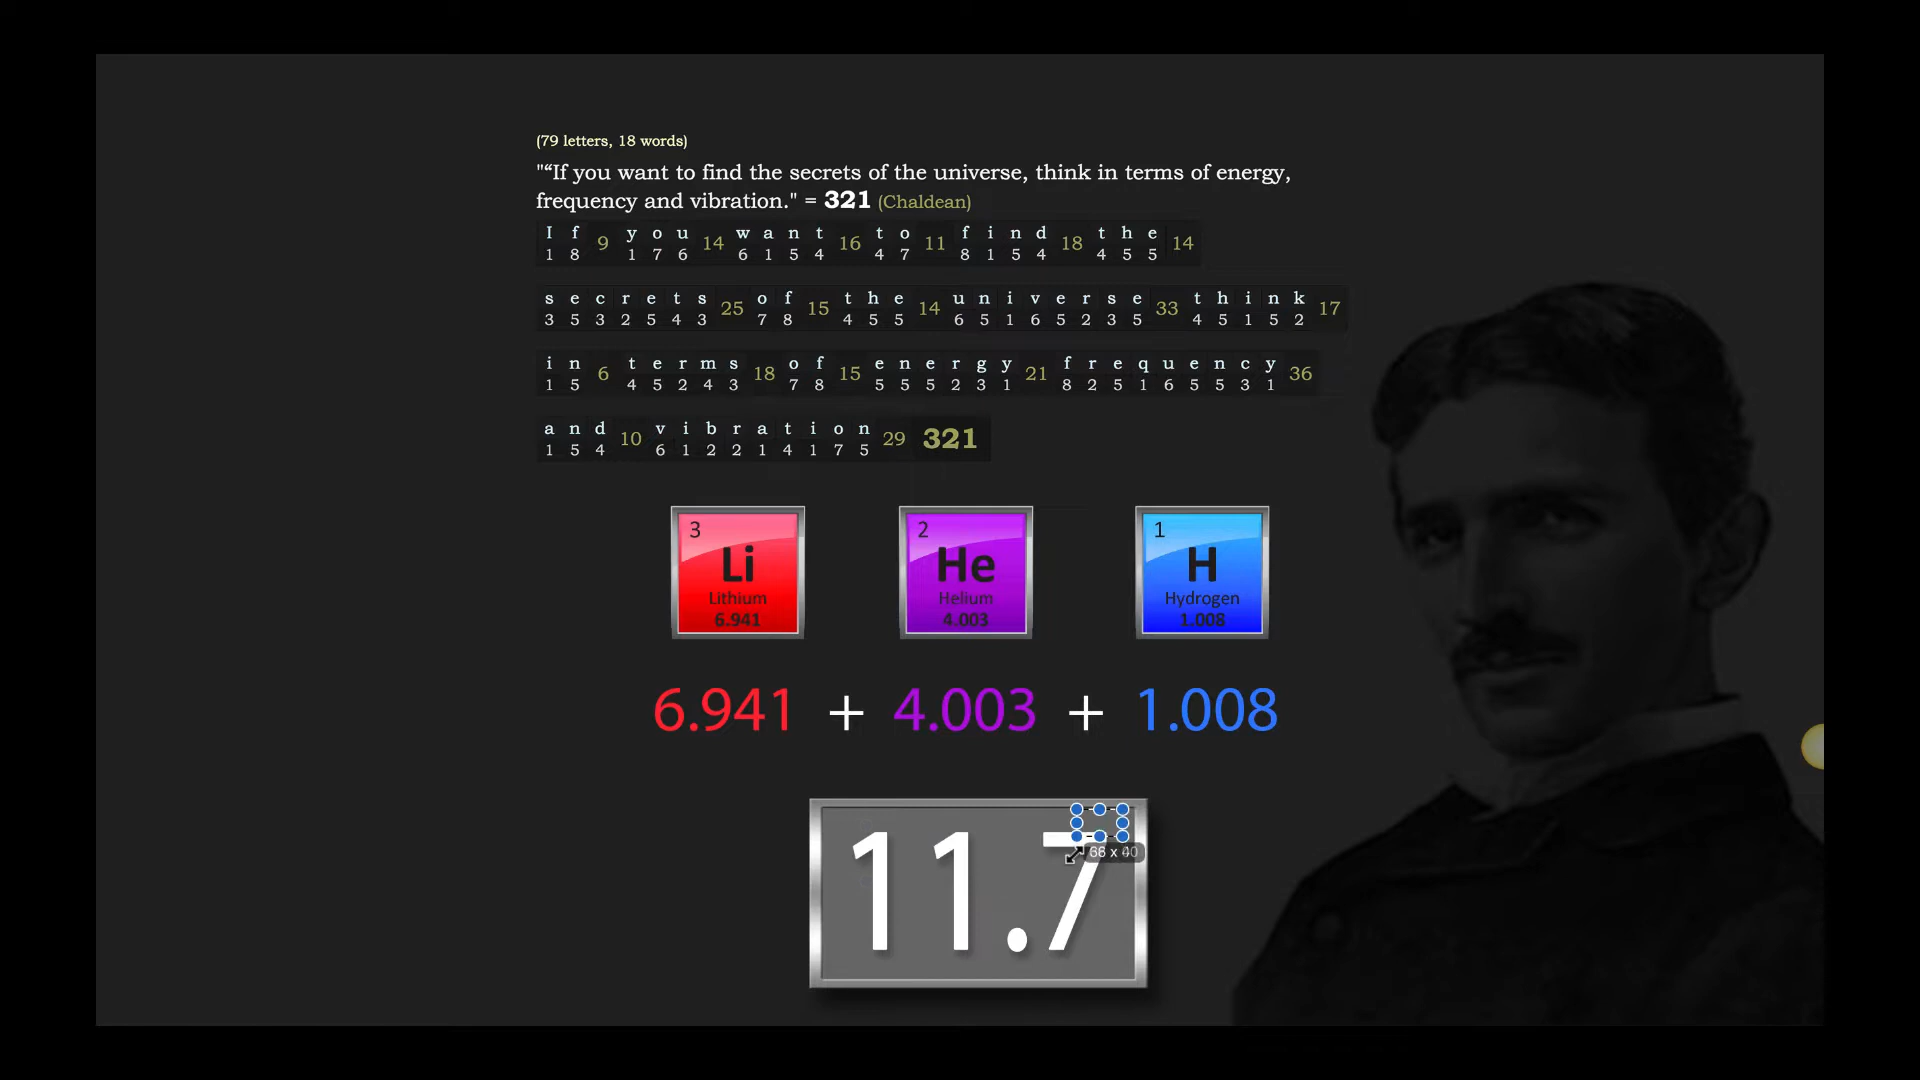 (79 letters, 18 words)
"“If you want to find the secrets of the universe, think in terms of energy,
frequency and vibration." = 321 (Chaldean)
I f 9 y o u 14 w a n t 16 t o 11 f i n d 18 t h e 14
1 8 1 7 6 6 1 5 4 4 7 8 1 5 4 4 5 5
s e c r e t s 25 o f 15 t h e 14 u n i v e r s e 33 t h i n k 17
3 5 3 2 5 4 3 7 8 4 5 5 6 5 1 6 5 2 3 5 4 5 1 5 2
i n 6 t e r m s 18 o f 15 e n e r g y 21 f r e q u e n c y 36
1 5 4 5 2 4 3 7 8 5 5 5 2 3 1 8 2 5 1 6 5 5 3 1
a n d 10 v i b r a t i o n 29 321
1 5 4 6 1 2 2 1 4 1 7 5
3 2 1
Li He H
Lithium Helium Hydrogen
6.941 4.003 1.008
6.941 + 4.003 + 1.008
11.7
68 x 40